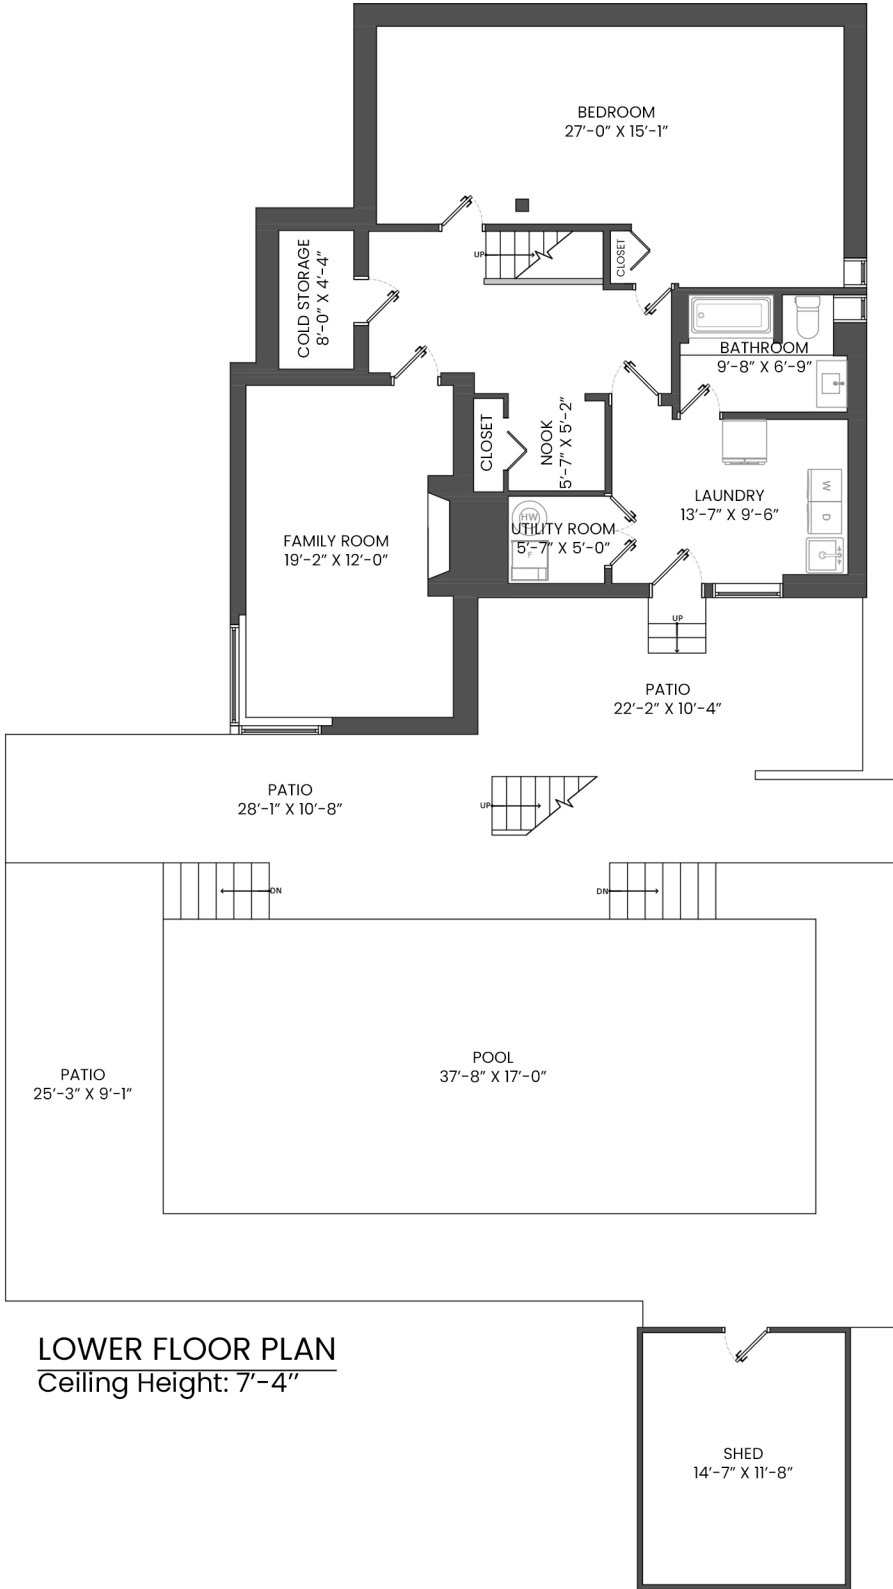 BEDROOM
27’-0” X 15’-1”
UP
CLOSET
COLD STORAGE
8’-0” X 4’-4”
BATHROOM
9’-8” X 6’-9”
CLOSET
NOOK
5’-7” X 5’-2”
LAUNDRY
13’-7” X 9’-6”
W
D
HW
UTILITY ROOM
5’-7” X 5’-0”
F
FAMILY ROOM
19’-2” X 12’-0”
UP
PATIO
22’-2” X 10’-4”
PATIO
28’-1” X 10’-8”
UP
DN
DN
POOL
37’-8” X 17’-0”
PATIO
25’-3” X 9’-1”
LOWER FLOOR PLAN
Ceiling Height: 7’-4’’
SHED
14’-7” X 11’-8”